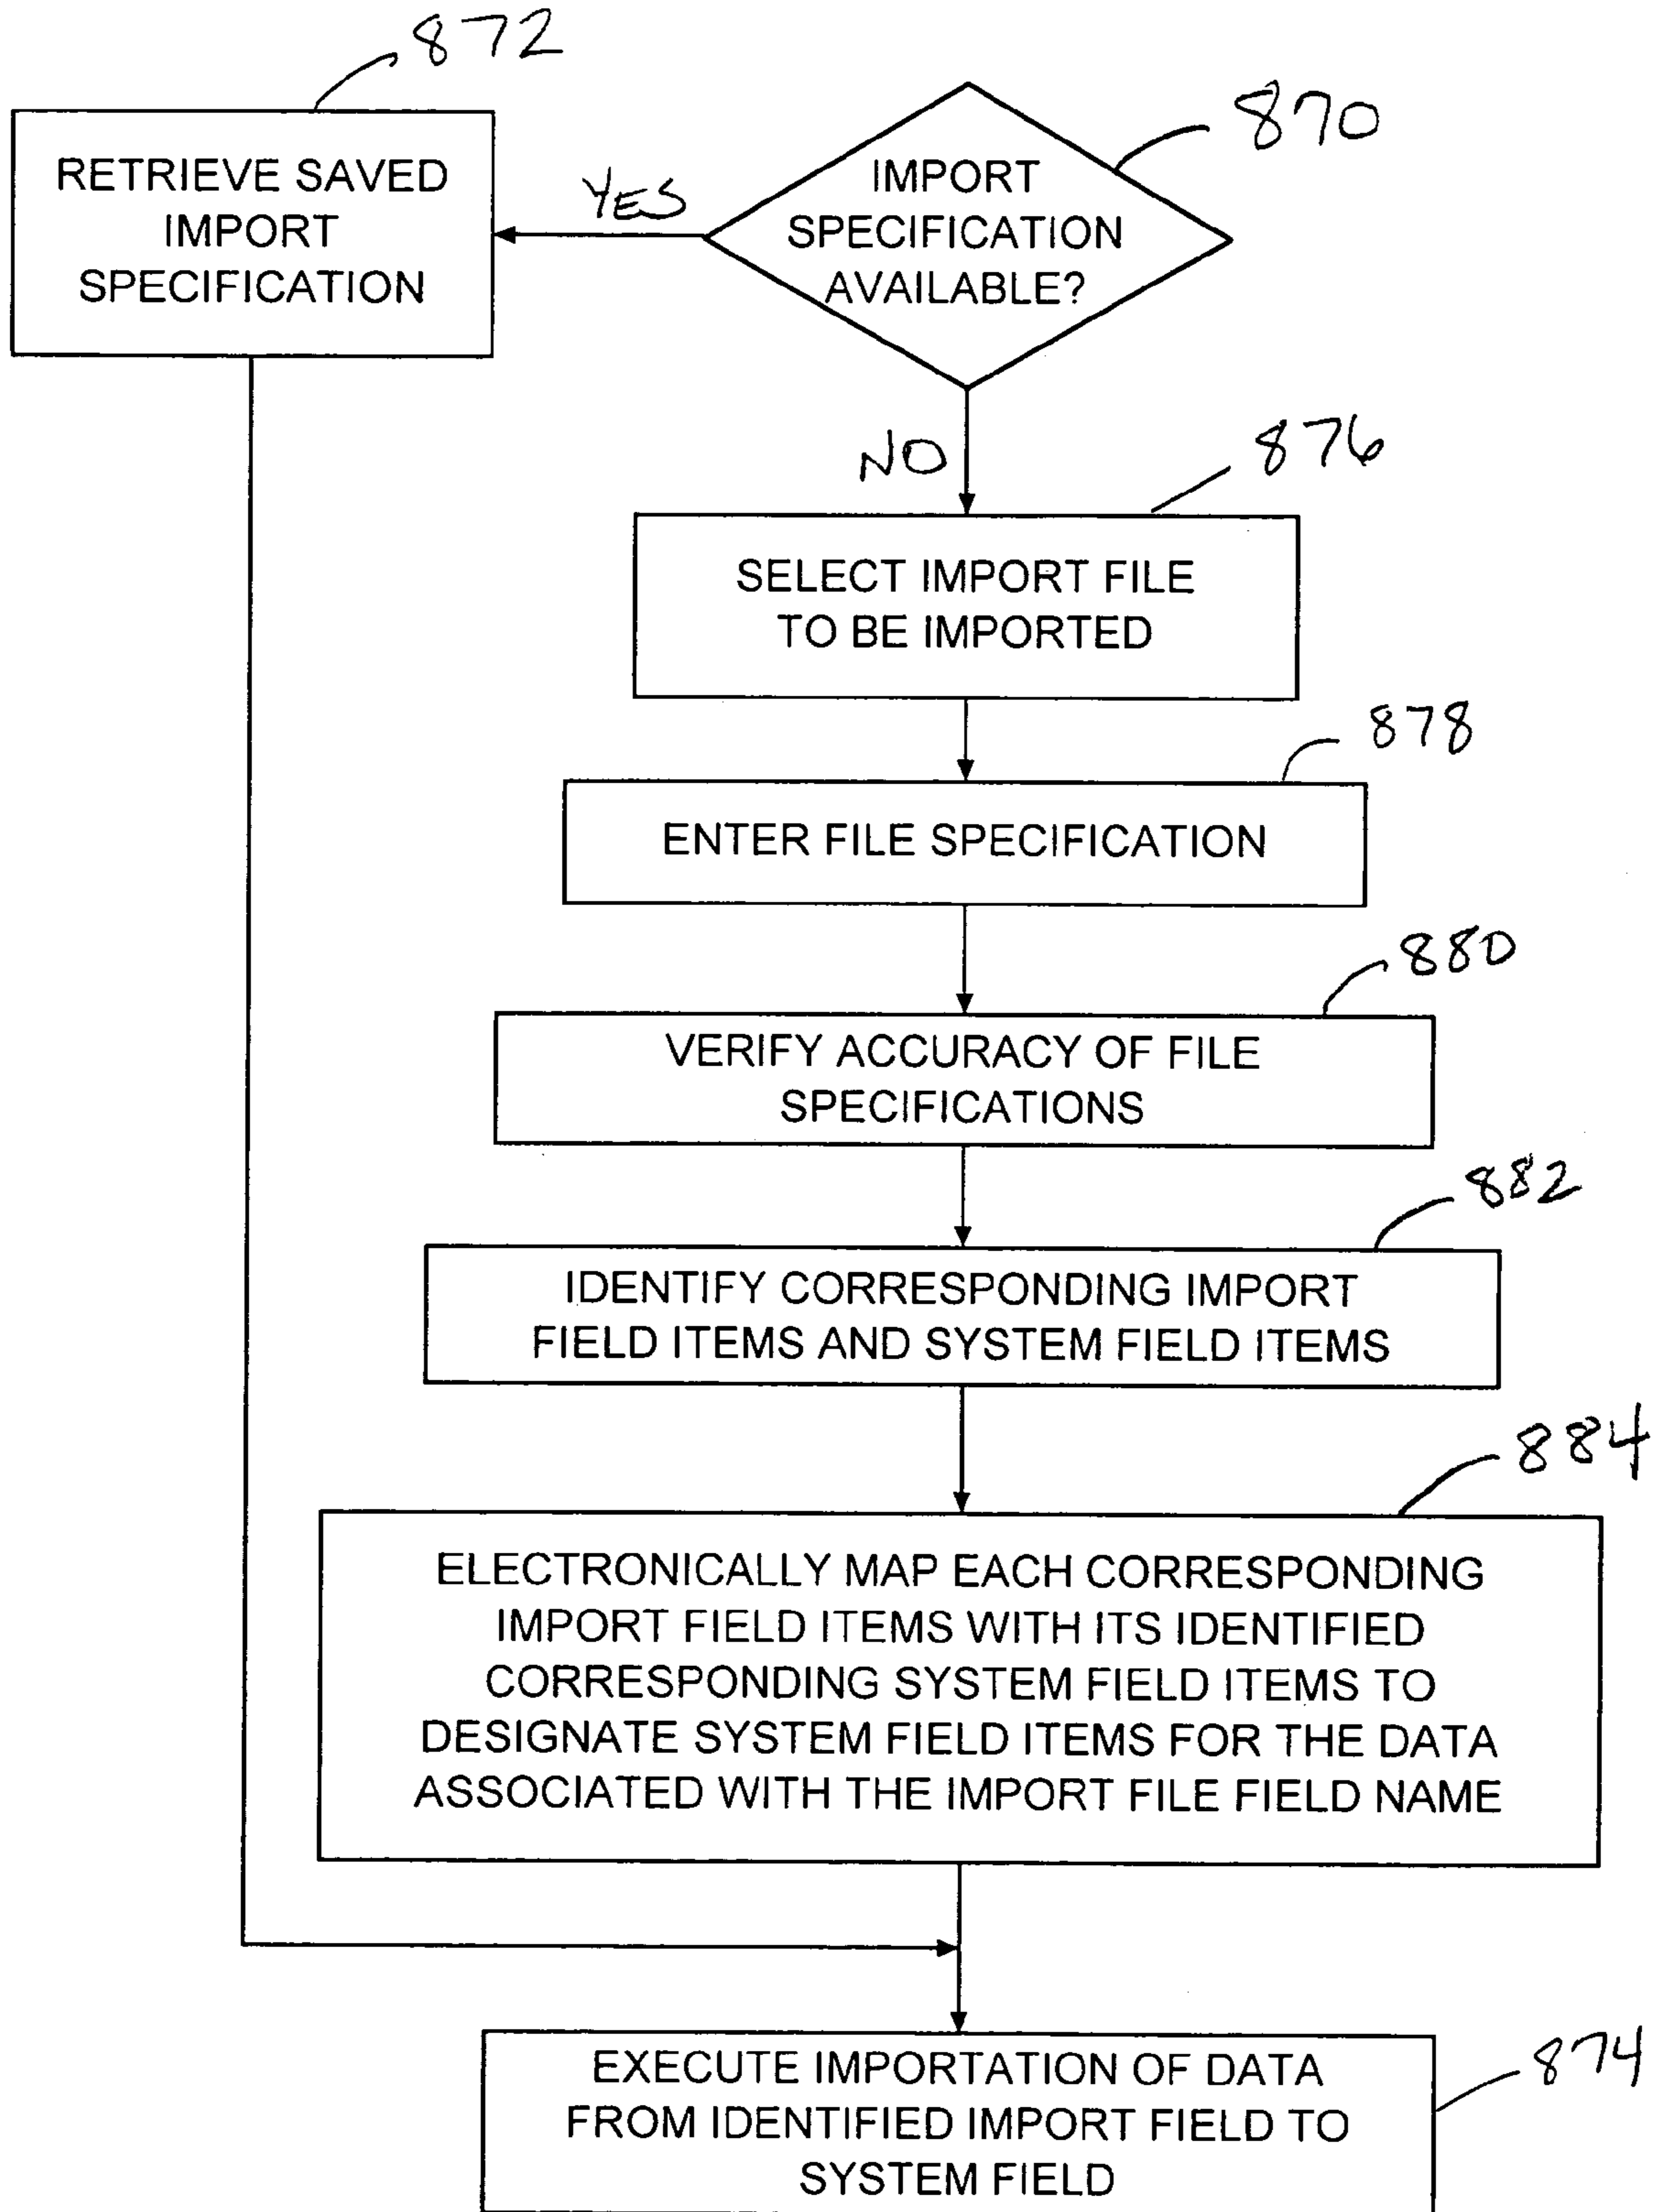 872
870
RETRIEVE SAVED
IMPORT
SPECIFICATION
YES
IMPORT
SPECIFICATION
AVAILABLE?
NO
876
SELECT IMPORT FILE
TO BE IMPORTED
878
ENTER FILE SPECIFICATION
880
VERIFY ACCURACY OF FILE
SPECIFICATIONS
882
IDENTIFY CORRESPONDING IMPORT
FIELD ITEMS AND SYSTEM FIELD ITEMS
884
ELECTRONICALLY MAP EACH CORRESPONDING
IMPORT FIELD ITEMS WITH ITS IDENTIFIED
CORRESPONDING SYSTEM FIELD ITEMS TO
DESIGNATE SYSTEM FIELD ITEMS FOR THE DATA
ASSOCIATED WITH THE IMPORT FILE FIELD NAME
874
EXECUTE IMPORTATION OF DATA
FROM IDENTIFIED IMPORT FIELD TO
SYSTEM FIELD